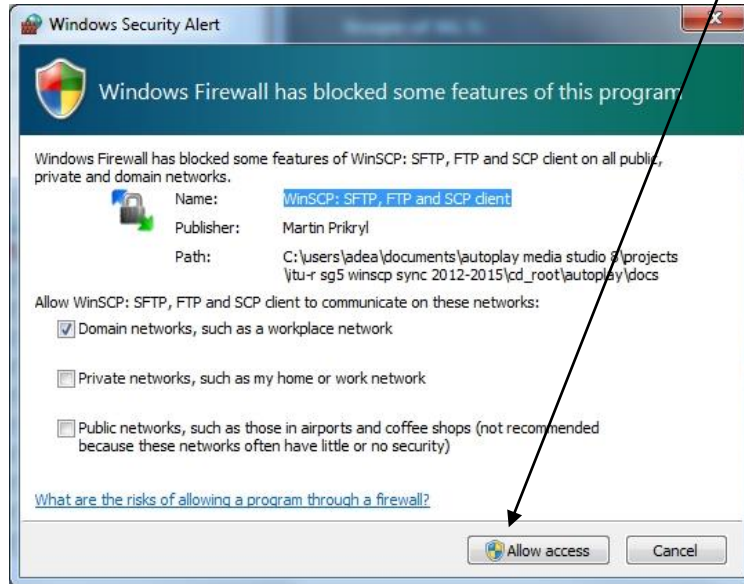 Windows Security Alert
Windows Firewall has blocked some features of this program
Windows Firewall has blocked some features of WinSCP: SFTP, FTP and SCP client on all public,
private and domain networks.
Name: WinSCP: SFTP, FTP and SCP client
Publisher: Martin Prikryl
Path: C:\users\adea\documents\autoplay media studio 8\projects
\itu-r sg5 winscp sync 2012-2015\cd_root\autoplay\docs
Allow WinSCP: SFTP, FTP and SCP client to communicate on these networks:
Domain networks, such as a workplace network
Private networks, such as my home or work network
Public networks, such as those in airports and coffee shops (not recommended
because these networks often have little or no security)
What are the risks of allowing a program through a firewall?
Allow access Cancel